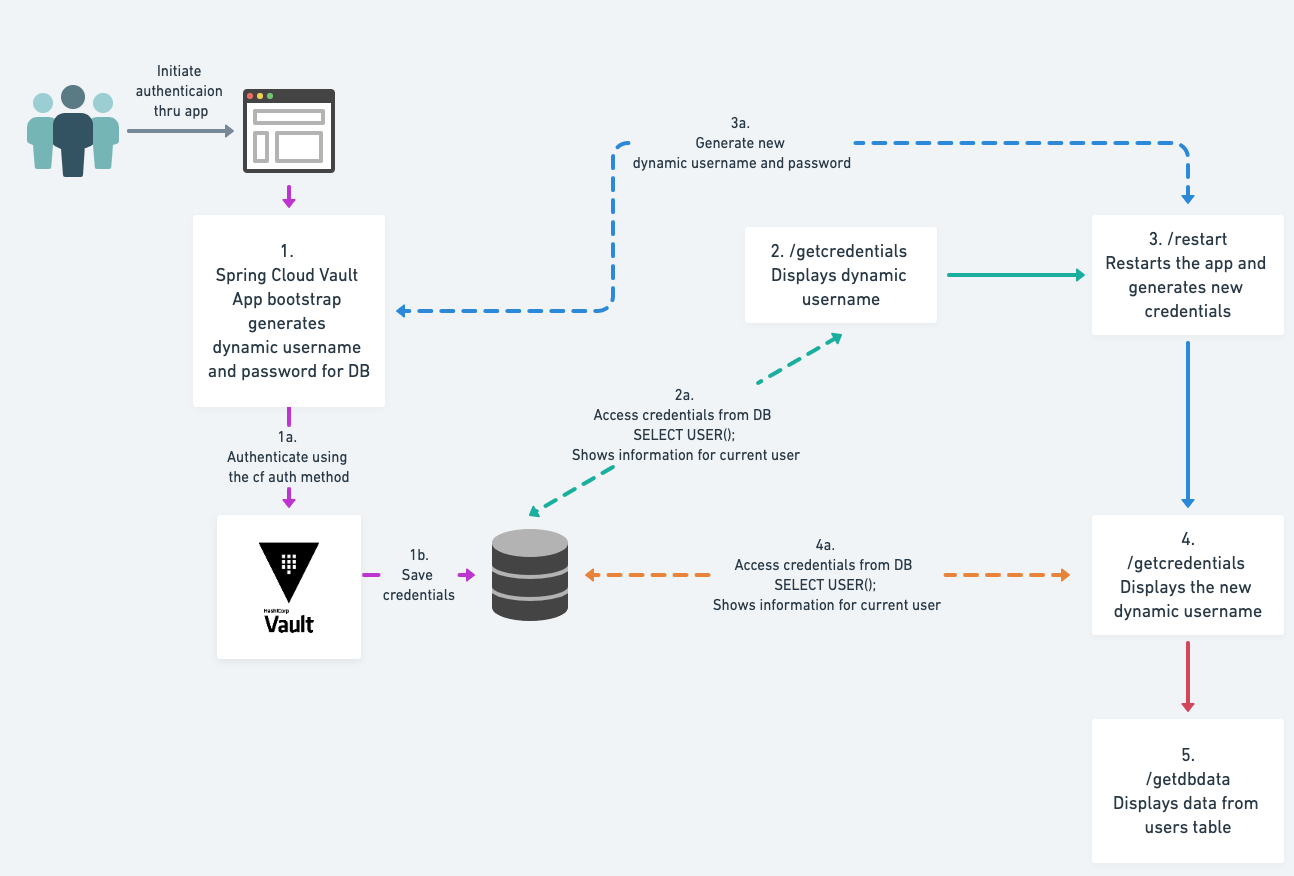 Initiate
authenticaion
thru app
3a.
Generate new
dynamic username and password
1.
Spring Cloud Vault
App bootstrap
generates
dynamic username
and password for DB
2. /getcredentials
Displays dynamic
username
3. /restart
Restarts the app and
generates new
credentials
2a.
Access credentials from DB
SELECT USER();
Shows information for current user
1a.
Authenticate using
the cf auth method
HashiCorp
Vault
1b.
Save
credentials
4a.
Access credentials from DB
SELECT USER();
Shows information for current user
4.
/getcredentials
Displays the new
dynamic username
5.
/getdbdata
Displays data from
users table